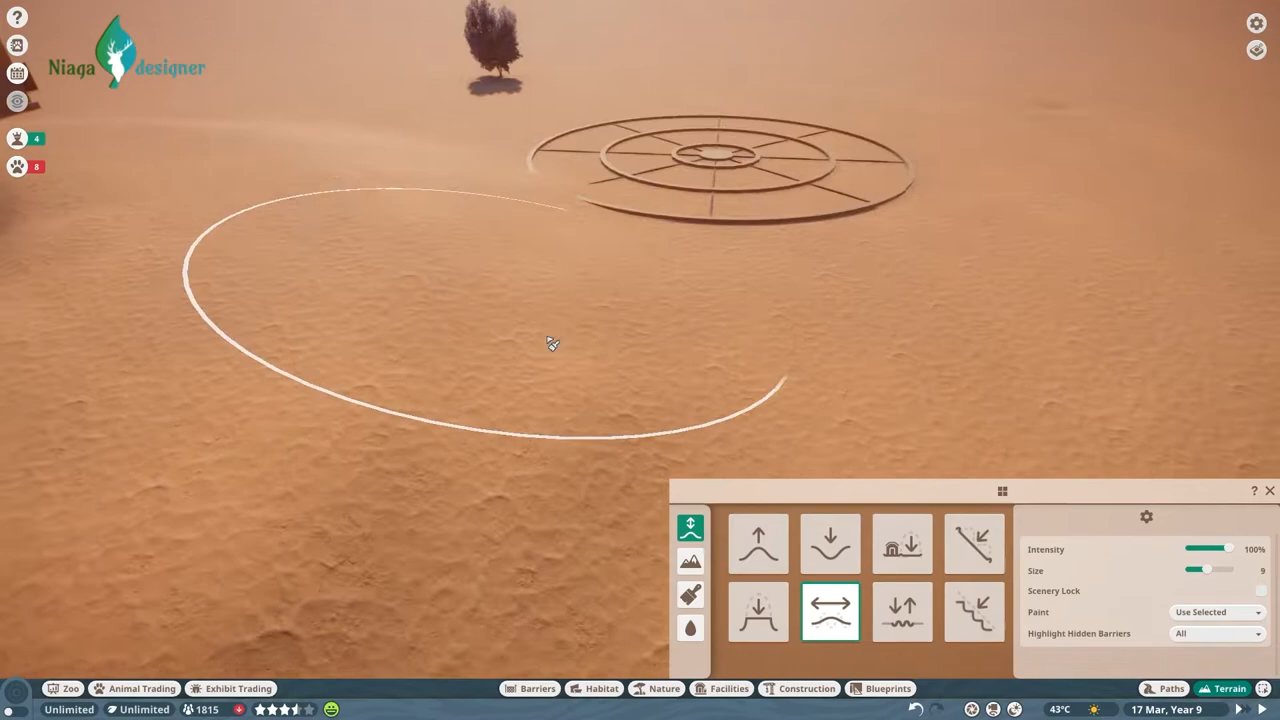 ?
Niaga designer
4
8
? 
Intensity 100%
Size 9
Scenery Lock
Paint Use Selected
Highlight Hidden Barriers All
Zoo Animal Trading Exhibit Trading Barriers Habitat Nature Facilities Construction Blueprints Paths Terrain
Unlimited Unlimited 1815 43°C 17 Mar, Year 9